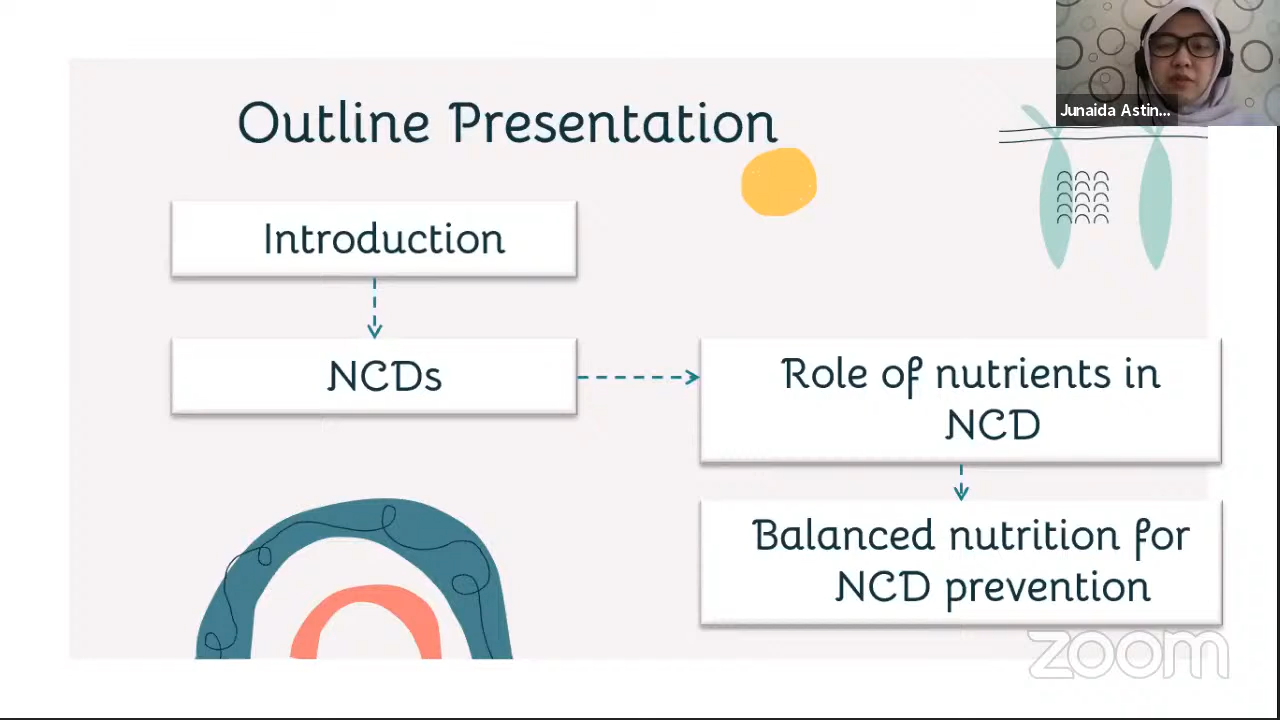 Outline Presentation
Introduction
NCDs
Role of nutrients in
NCD
Balanced nutrition for
NCD prevention
Junaida Astin...
zoom